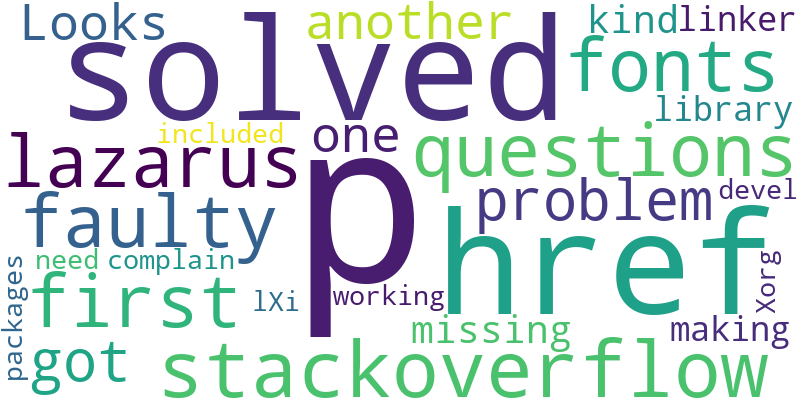 Looks
solved
another
kind
linker
fonts
library
included
one
lazarus
p
questions
faulty
problem
devel
href
need
complain
packages
first
lXi
working
Xorg
missing
making
got
stackoverflow